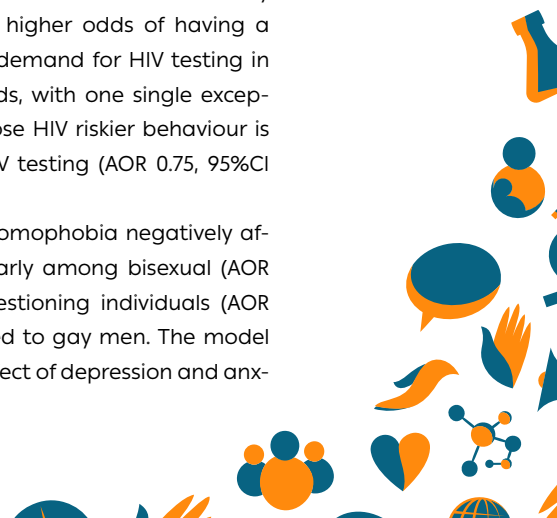 higher odds of having a
demand for HIV testing in
ds, with one single excep-
ose HIV riskier behaviour is
V testing (AOR 0.75, 95%CI
omophobia negatively af-
arly among bisexual (AOR
estioning individuals (AOR
ed to gay men. The model
ect of depression and anx-